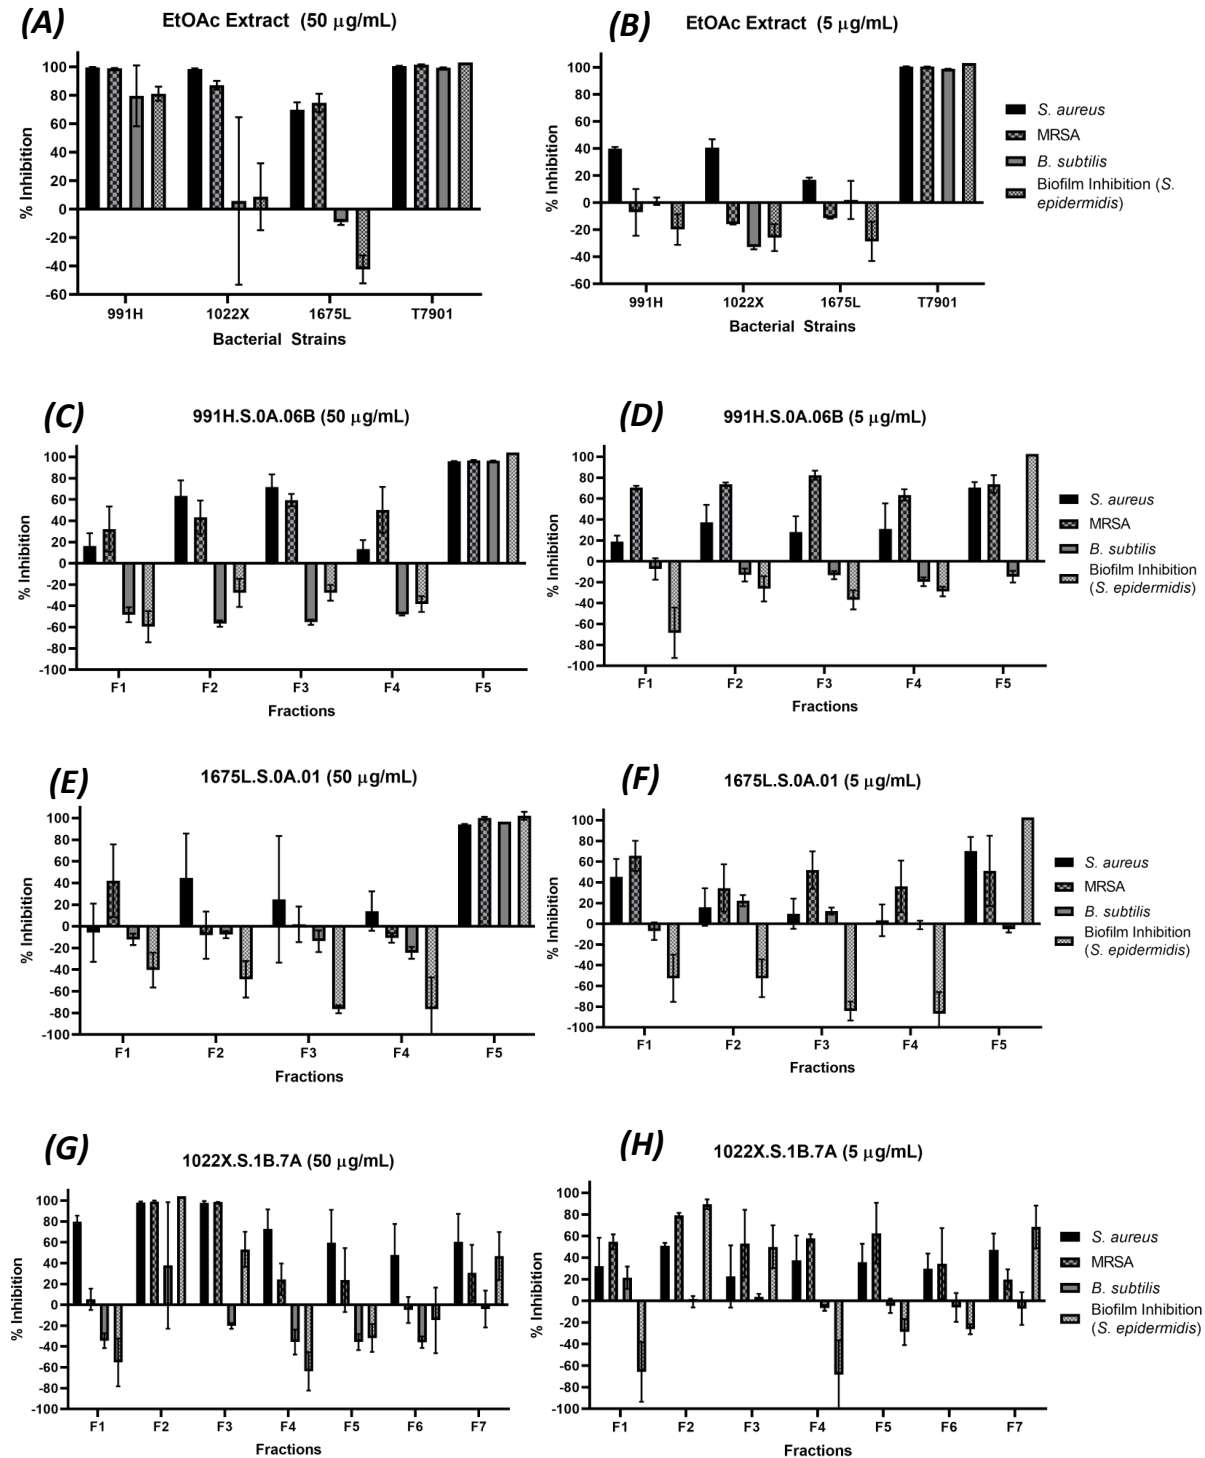 (A)
EtOAc Extract (50 μg/mL)
% Inhibition
100
80
60
40
20
0
-20
-40
-60
991H 1022X 1675L T7901
Bacterial Strains
(B)
EtOAc Extract (5 μg/mL)
% Inhibition
100
80
60
40
20
0
-20
-40
-60
991H 1022X 1675L T7901
Bacterial Strains
S. aureus
MRSA
B. subtilis
Biofilm Inhibition (S.
epidermidis)
(C)
991H.S.0A.06B (50 μg/mL)
% Inhibition
100
80
60
40
20
0
-20
-40
-60
-80
-100
F1 F2 F3 F4 F5
Fractions
(D)
991H.S.0A.06B (5 μg/mL)
% Inhibition
100
80
60
40
20
0
-20
-40
-60
-80
-100
F1 F2 F3 F4 F5
Fractions
S. aureus
MRSA
B. subtilis
Biofilm Inhibition
(S. epidermidis)
(E)
1675L.S.0A.01 (50 μg/mL)
% Inhibition
100
80
60
40
20
0
-20
-40
-60
-80
-100
F1 F2 F3 F4 F5
Fractions
(F)
1675L.S.0A.01 (5 μg/mL)
% Inhibition
100
80
60
40
20
0
-20
-40
-60
-80
-100
F1 F2 F3 F4 F5
Fractions
S. aureus
MRSA
B. subtilis
Biofilm Inhibition
(S. epidermidis)
(G)
1022X.S.1B.7A (50 μg/mL)
% Inhibition
100
80
60
40
20
0
-20
-40
-60
-80
-100
F1 F2 F3 F4 F5 F6 F7
Fractions
(H)
1022X.S.1B.7A (5 μg/mL)
% Inhibition
100
80
60
40
20
0
-20
-40
-60
-80
-100
F1 F2 F3 F4 F5 F6 F7
Fractions
S. aureus
MRSA
B. subtilis
Biofilm Inhibition
(S. epidermidis)